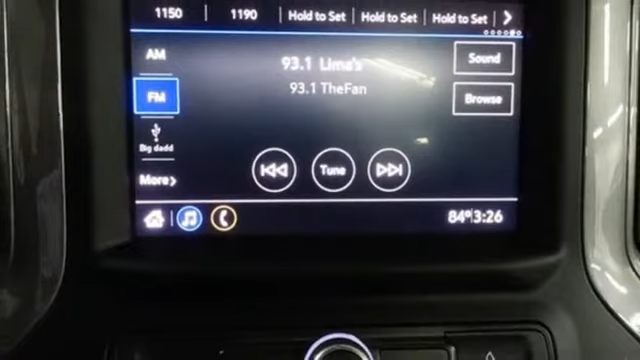 1150 1190 Hold to Set Hold to Set Hold to Set
AM
93.1 Lima's
Sound
FM
93.1 TheFan
Browse
Big dadd
More
Tune
84° 3:26